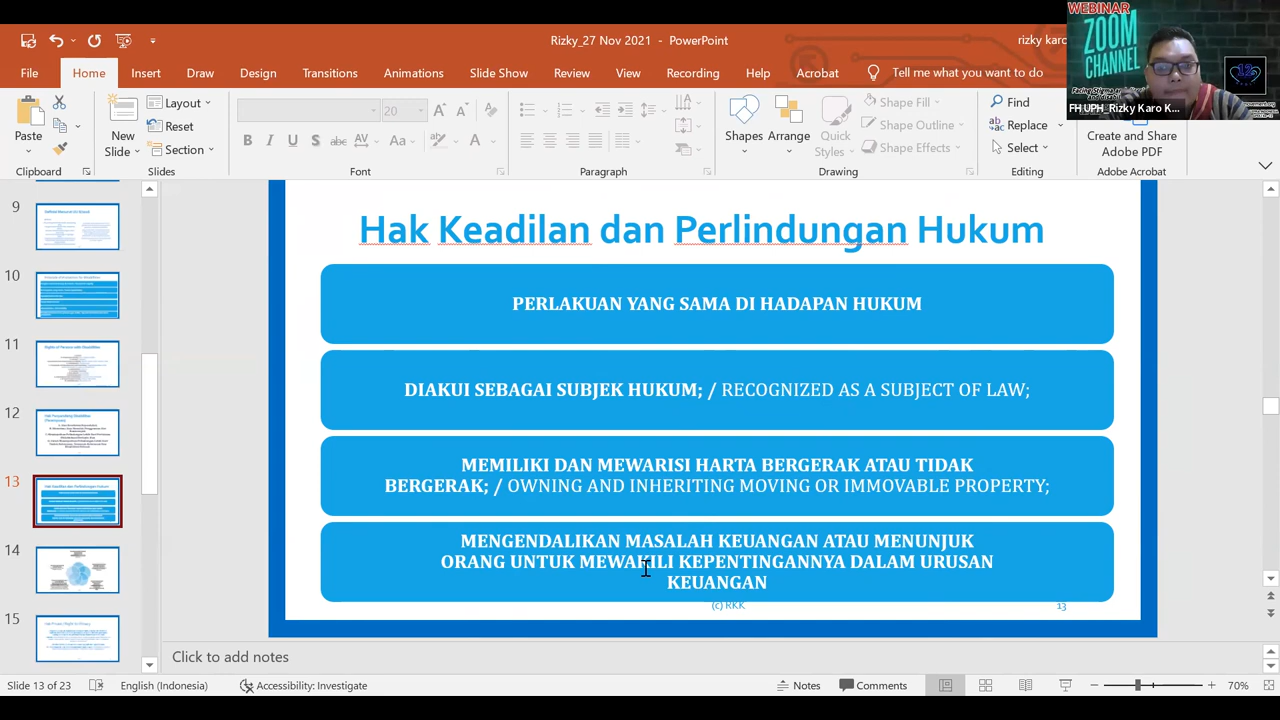 WEBINAR
ZOOM
CHANNEL
12
FHUPH_Rizky Karo K...
Rizky_27 Nov 2021 - PowerPoint
rizky karo
File Home Insert Draw Design Transitions Animations Slide Show Review View Recording Help Acrobat Tell me what you want to do
Paste
Clipboard
New
Slide
Layout
Reset
Section
Slides
20
B I U S ab AV Aa A
Font
Paragraph
Shapes
Arrange
Quick
Styles
Shape Fill
Shape Outline
Shape Effects
Drawing
Find
Replace
Select
Editing
Create and Share
Adobe PDF
Adobe Acrobat
9
10
11
12
13
14
15
Hak Keadilan dan Perlindungan Hukum
PERLAKUAN YANG SAMA DI HADAPAN HUKUM
DIAKUI SEBAGAI SUBJEK HUKUM; / RECOGNIZED AS A SUBJECT OF LAW;
MEMILIKI DAN MEWARISI HARTA BERGERAK ATAU TIDAK
BERGERAK; / OWNING AND INHERITING MOVING OR IMMOVABLE PROPERTY;
MENGENDALIKAN MASALAH KEUANGAN ATAU MENUNJUK
ORANG UNTUK MEWAKILI KEPENTINGANNYA DALAM URUSAN
KEUANGAN
(c) RKK
13
Click to add notes
Slide 13 of 23 English (Indonesia) Accessibility: Investigate Notes Comments 70%